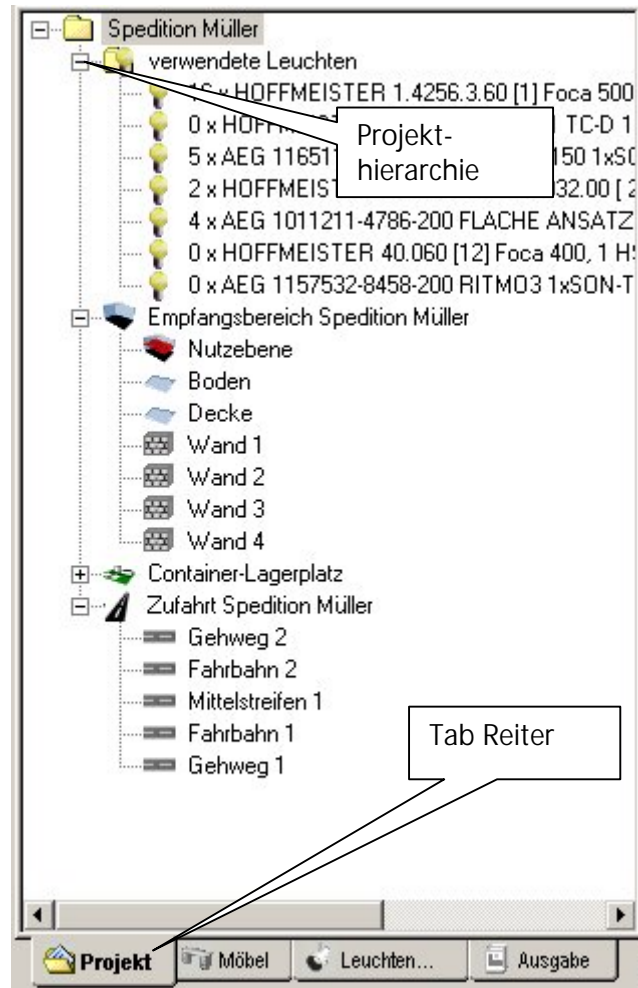 Spedition Müller
verwendete Leuchten
HOFFMEISTER 1.4256.3.60 [1] Foca 500
0 x HOFFMEIST TC-D 1
5 x AEG 11651 150 1xSO
2 x HOFFMEIST 32.00 [ 2
4 x AEG 1011211-4786-200 FLACHE ANSATZ
0 x HOFFMEISTER 40.060 [12] Foca 400, 1 H
0 x AEG 1157532-8458-200 RITMO3 1xSON-T
Projekt-
hierarchie
Empfangsbereich Spedition Müller
Nutzebene
Boden
Decke
Wand 1
Wand 2
Wand 3
Wand 4
Container-Lagerplatz
Zufahrt Spedition Müller
Gehweg 2
Fahrbahn 2
Mittelstreifen 1
Fahrbahn 1
Gehweg 1
Tab Reiter
Projekt Möbel Leuchten... Ausgabe